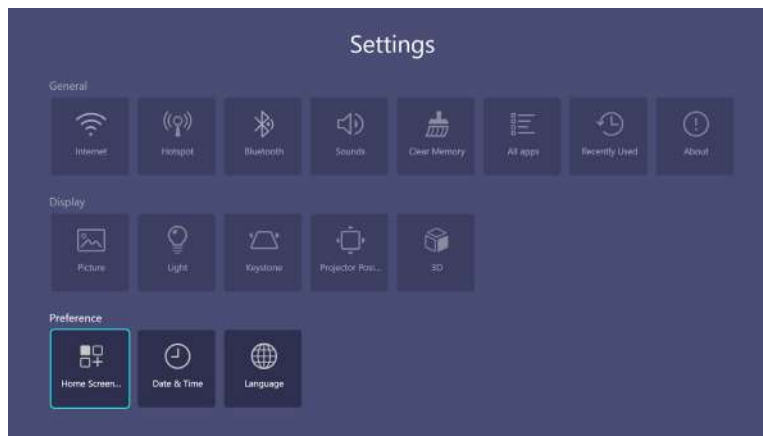 Settings
General
Internet Hotspot Bluetooth Sounds Clear Memory All apps Recently Used About
Display
Picture Light Keystone Projector Posi... 3D
Preference
Home Screen... Date & Time Language